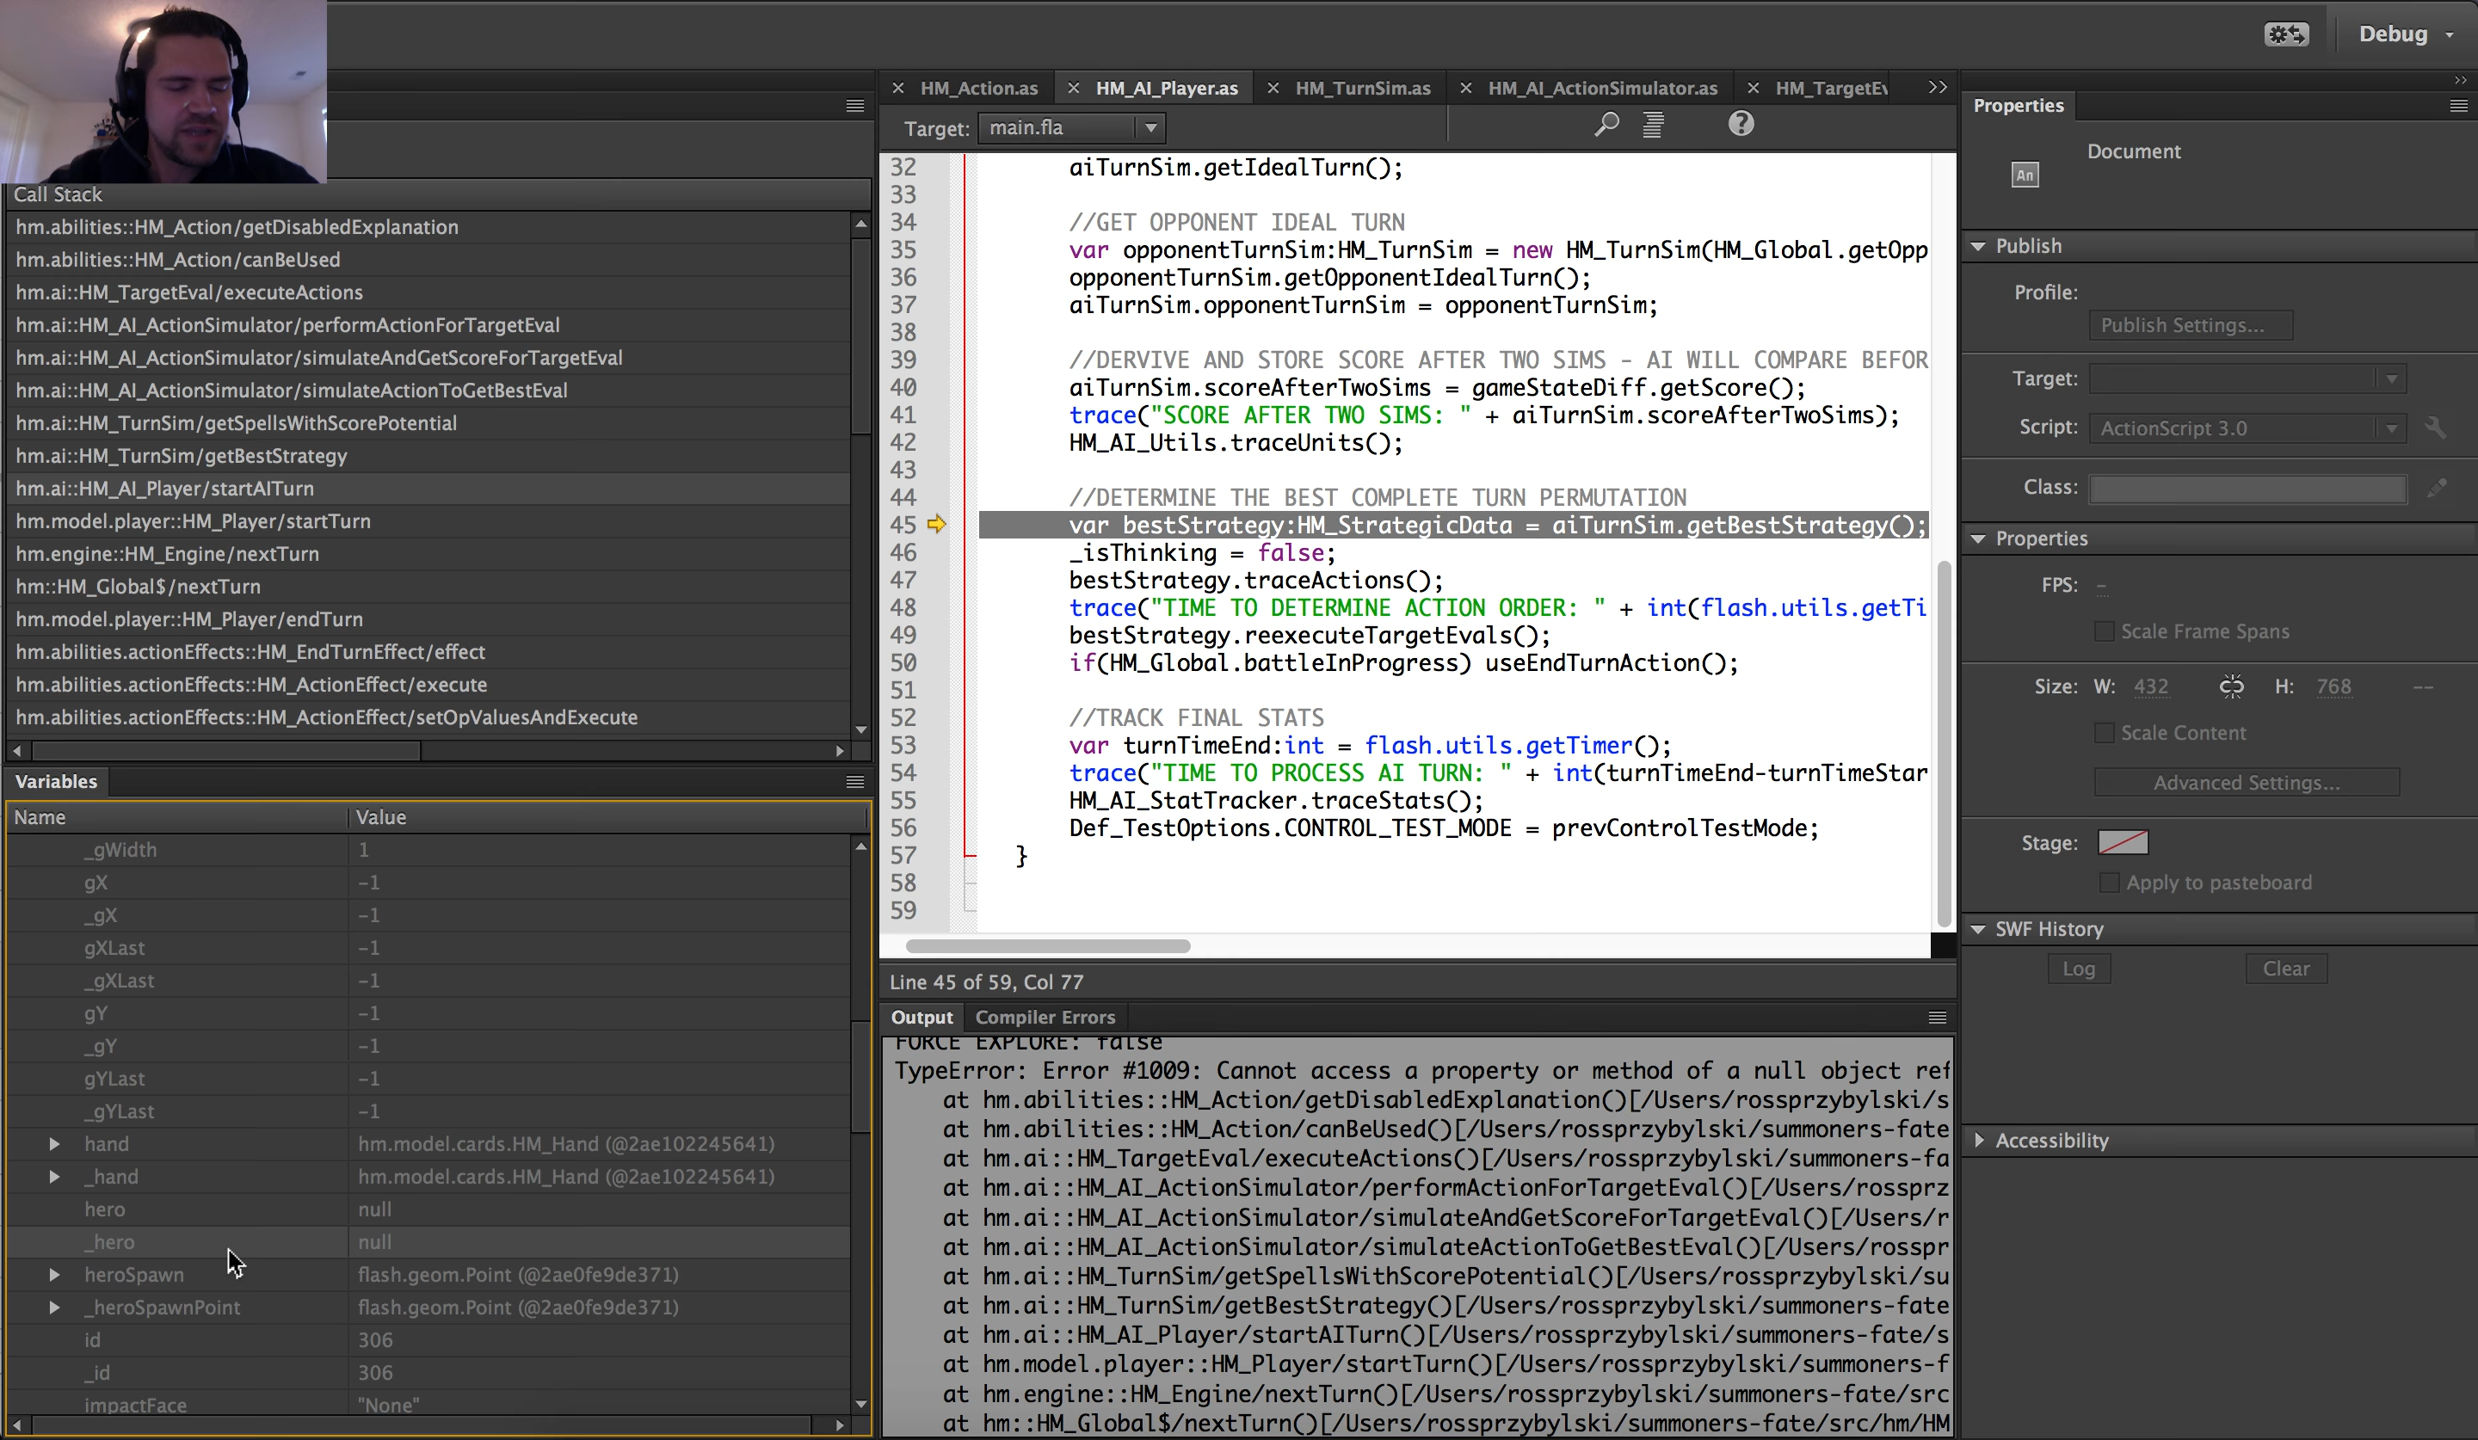 Debug
HM_Action.as
HM_AI_Player.as
HM_TurnSim.as
HM_AI_ActionSimulator.as
HM_TargetEv
Target: main.fla
Call Stack
hm.abilities::HM_Action/getDisabledExplanation
hm.abilities::HM_Action/canBeUsed
hm.ai::HM_TargetEval/executeActions
hm.ai::HM_AI_ActionSimulator/performActionForTargetEval
hm.ai::HM_AI_ActionSimulator/simulateAndGetScoreForTargetEval
hm.ai::HM_AI_ActionSimulator/simulateActionToGetBestEval
hm.ai::HM_TurnSim/getSpellsWithScorePotential
hm.ai::HM_TurnSim/getBestStrategy
hm.ai::HM_AI_Player/startAITurn
hm.model.player::HM_Player/startTurn
hm.engine::HM_Engine/nextTurn
hm::HM_Global$/nextTurn
hm.model.player::HM_Player/endTurn
hm.abilities.actionEffects::HM_EndTurnEffect/effect
hm.abilities.actionEffects::HM_ActionEffect/execute
hm.abilities.actionEffects::HM_ActionEffect/setOpValuesAndExecute
Variables
Name Value
_gWidth 1
gX -1
_gX -1
gXLast -1
_gXLast -1
gY -1
_gY -1
gYLast -1
_gYLast -1
hand hm.model.cards.HM_Hand (@2ae102245641)
_hand hm.model.cards.HM_Hand (@2ae102245641)
hero null
_hero null
heroSpawn flash.geom.Point (@2ae0fe9de371)
_heroSpawnPoint flash.geom.Point (@2ae0fe9de371)
id 306
_id 306
impactFace "None"
32 aiTurnSim.getIdealTurn();
33
34 //GET OPPONENT IDEAL TURN
35 var opponentTurnSim:HM_TurnSim = new HM_TurnSim(HM_Global.getOpp
36 opponentTurnSim.getOpponentIdealTurn();
37 aiTurnSim.opponentTurnSim = opponentTurnSim;
38
39 //DERVIVE AND STORE SCORE AFTER TWO SIMS - AI WILL COMPARE BEFOR
40 aiTurnSim.scoreAfterTwoSims = gameStateDiff.getScore();
41 trace("SCORE AFTER TWO SIMS: " + aiTurnSim.scoreAfterTwoSims);
42 HM_AI_Utils.traceUnits();
43
44 //DETERMINE THE BEST COMPLETE TURN PERMUTATION
45 var bestStrategy:HM_StrategicData = aiTurnSim.getBestStrategy();
46 _isThinking = false;
47 bestStrategy.traceActions();
48 trace("TIME TO DETERMINE ACTION ORDER: " + int(flash.utils.getTi
49 bestStrategy.reexecuteTargetEvals();
50 if(HM_Global.battleInProgress) useEndTurnAction();
51
52 //TRACK FINAL STATS
53 var turnTimeEnd:int = flash.utils.getTimer();
54 trace("TIME TO PROCESS AI TURN: " + int(turnTimeEnd-turnTimeStar
55 HM_AI_StatTracker.traceStats();
56 Def_TestOptions.CONTROL_TEST_MODE = prevControlTestMode;
57 }
58
59
Line 45 of 59, Col 77
Output Compiler Errors
FORCE EXPLORE: false
TypeError: Error #1009: Cannot access a property or method of a null object ref
at hm.abilities::HM_Action/getDisabledExplanation()[/Users/rossprzybylski/s
at hm.abilities::HM_Action/canBeUsed()[/Users/rossprzybylski/summoners-fate
at hm.ai::HM_TargetEval/executeActions()[/Users/rossprzybylski/summoners-fa
at hm.ai::HM_AI_ActionSimulator/performActionForTargetEval()[/Users/rossprz
at hm.ai::HM_AI_ActionSimulator/simulateAndGetScoreForTargetEval()[/Users/r
at hm.ai::HM_AI_ActionSimulator/simulateActionToGetBestEval()[/Users/rosspr
at hm.ai::HM_TurnSim/getSpellsWithScorePotential()[/Users/rossprzybylski/su
at hm.ai::HM_TurnSim/getBestStrategy()[/Users/rossprzybylski/summoners-fate
at hm.ai::HM_AI_Player/startAITurn()[/Users/rossprzybylski/summoners-fate/s
at hm.model.player::HM_Player/startTurn()[/Users/rossprzybylski/summoners-f
at hm.engine::HM_Engine/nextTurn()[/Users/rossprzybylski/summoners-fate/src
at hm::HM_Global$/nextTurn()[/Users/rossprzybylski/summoners-fate/src/hm/HM
Properties
An
Document
Publish
Profile:
Publish Settings...
Target:
Script: ActionScript 3.0
Class:
Properties
FPS: --
Scale Frame Spans
Size: W: 432 H: 768 --
Scale Content
Advanced Settings...
Stage:
Apply to pasteboard
SWF History
Log Clear
Accessibility